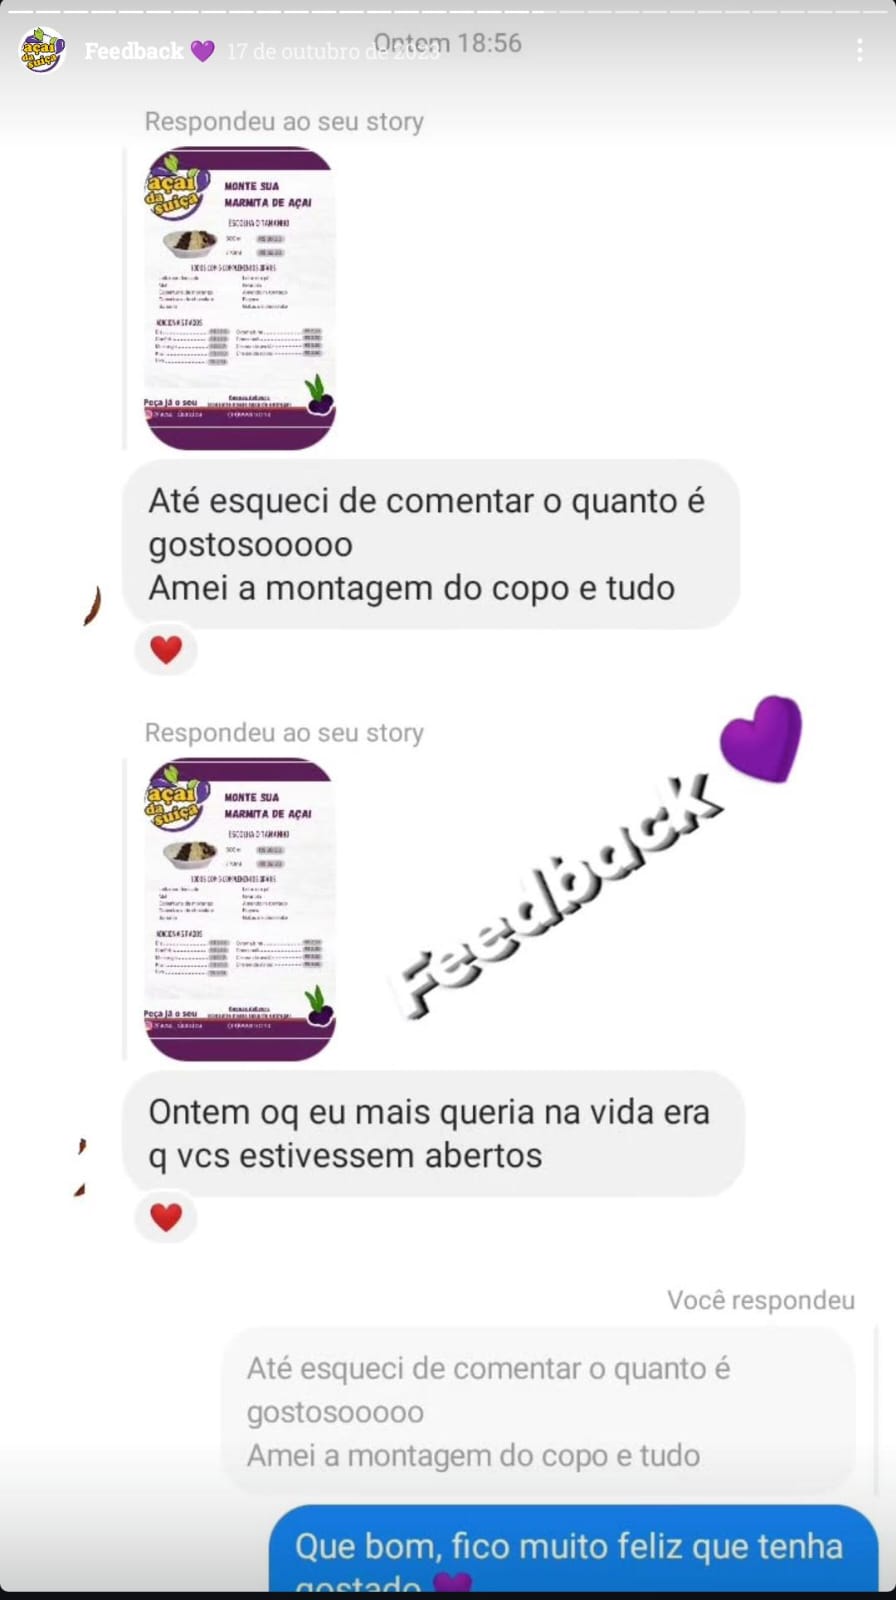 Ontem 18:56
Feedback 💜 17 de outubro de 2023
Respondeu ao seu story
açaí
da
suíça
MONTE SUA
MARMITA DE AÇAI
ESCOLHA O TAMANHO
Peça já o seu
Até esqueci de comentar o quanto é
gostosooooo
Amei a montagem do copo e tudo
❤️
Respondeu ao seu story
açaí
da
suíça
MONTE SUA
MARMITA DE AÇAI
ESCOLHA O TAMANHO
Peça já o seu
Feedback 💜
Ontem oq eu mais queria na vida era
q vcs estivessem abertos
❤️
Você respondeu
Até esqueci de comentar o quanto é
gostosooooo
Amei a montagem do copo e tudo
Que bom, fico muito feliz que tenha
gostado 💜